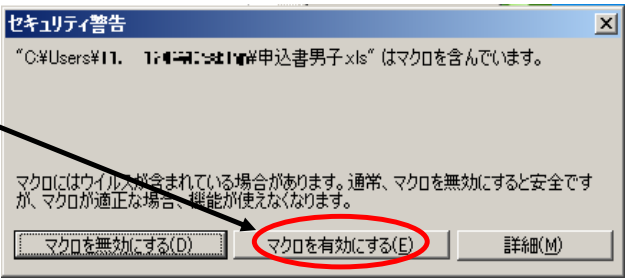 セキュリティ警告
"C:¥Users¥ ¥申込書男子.xls" はマクロを含んでいます。
マクロにはウイルスが含まれている場合があります。通常、マクロを無効にすると安全です
が、マクロが適正な場合、機能が使えなくなります。
マクロを無効にする(D) マクロを有効にする(E) 詳細(M)